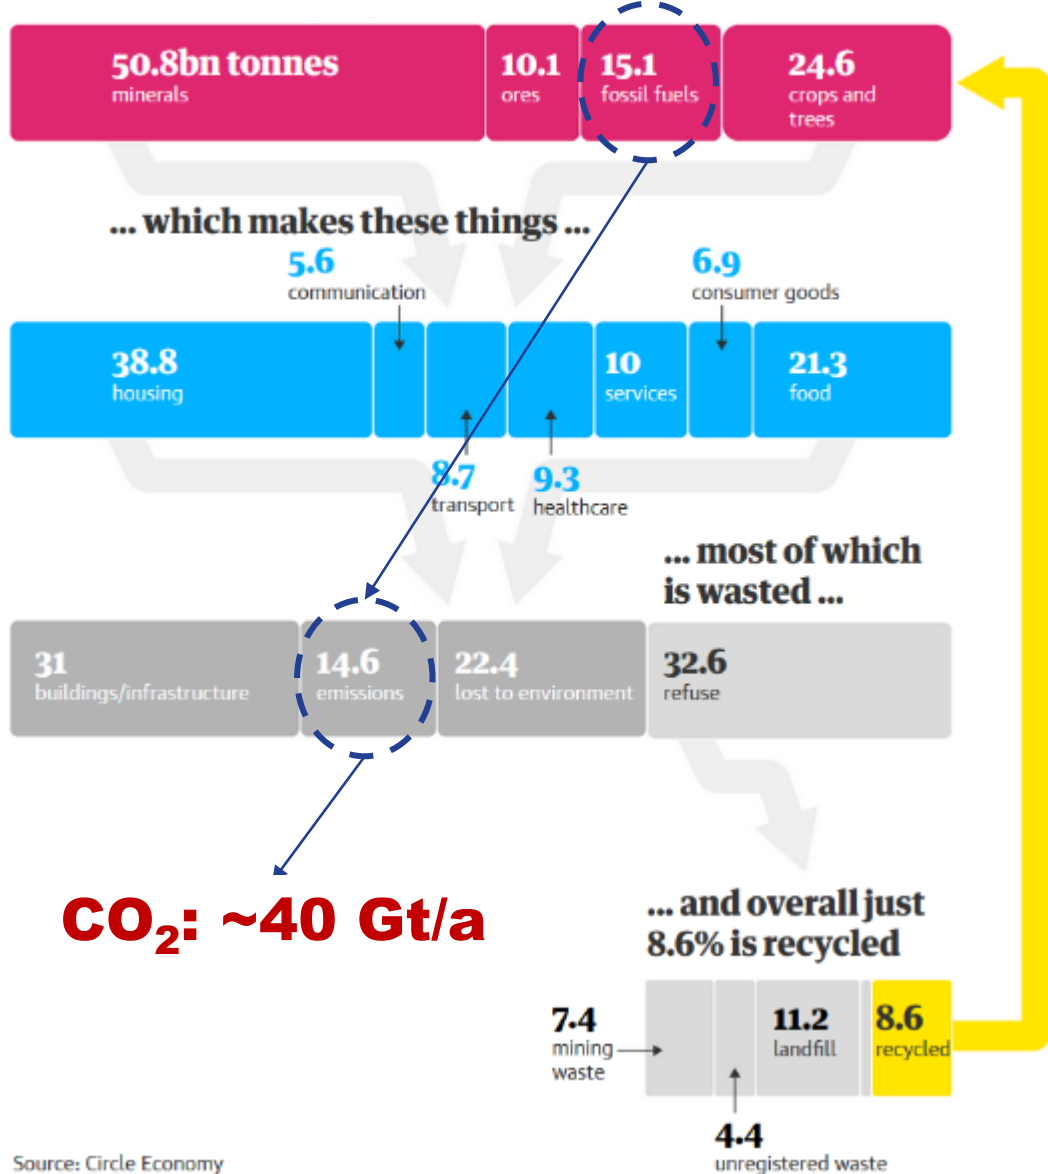 50.8bn tonnes
minerals
10.1
ores
15.1
fossil fuels
24.6
crops and
trees
... which makes these things ...
5.6
communication
6.9
consumer goods
38.8
housing
10
services
21.3
food
8.7
transport
9.3
healthcare
... most of which
is wasted ...
31
buildings/infrastructure
14.6
emissions
22.4
lost to environment
32.6
refuse
CO₂: ~40 Gt/a
... and overall just
8.6% is recycled
7.4
mining
waste
11.2
landfill
8.6
recycled
4.4
unregistered waste
Source: Circle Economy